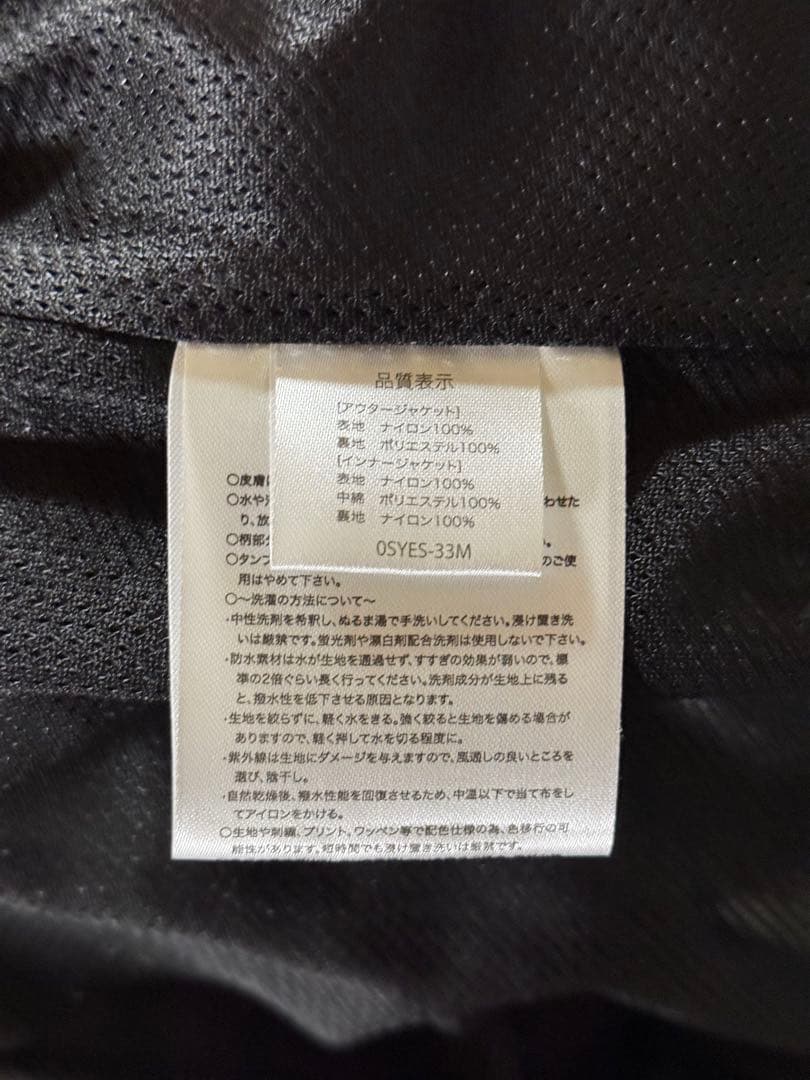 品質表示
[アウタージャケット]
表地 ナイロン100%
裏地 ポリエステル100%
[インナージャケット]
表地 ナイロン100%
中綿 ポリエステル100%
裏地 ナイロン100%
0SYES-33M
○皮膚
○水や わせた
り、放
○柄部 。
○タンブ のご使
用はやめて下さい。
○～洗濯の方法について～
・中性洗剤を希釈し、ぬるま湯で手洗いしてください。浸け置き洗
いは厳禁です。蛍光剤や漂白剤配合洗剤は使用しないで下さい。
・防水素材は水が生地を通過せず、すすぎの効果が弱いので、標
準の2倍ぐらい長く行ってください。洗剤成分が生地上に残る
と、撥水性を低下させる原因となります。
・生地を絞らずに、軽く水をきる。強く絞ると生地を傷める場合が
ありますので、軽く押して水を切る程度に。
・紫外線は生地にダメージを与えますので、風通しの良いところを
選び、陰干し。
・自然乾燥後、撥水性能を回復させるため、中温以下で当て布をし
てアイロンをかける。
○生地や刺繍、プリント、ワッペン等で配色仕様の為、色移行の可
能性があります。短時間でも浸け置き洗いは厳禁です。